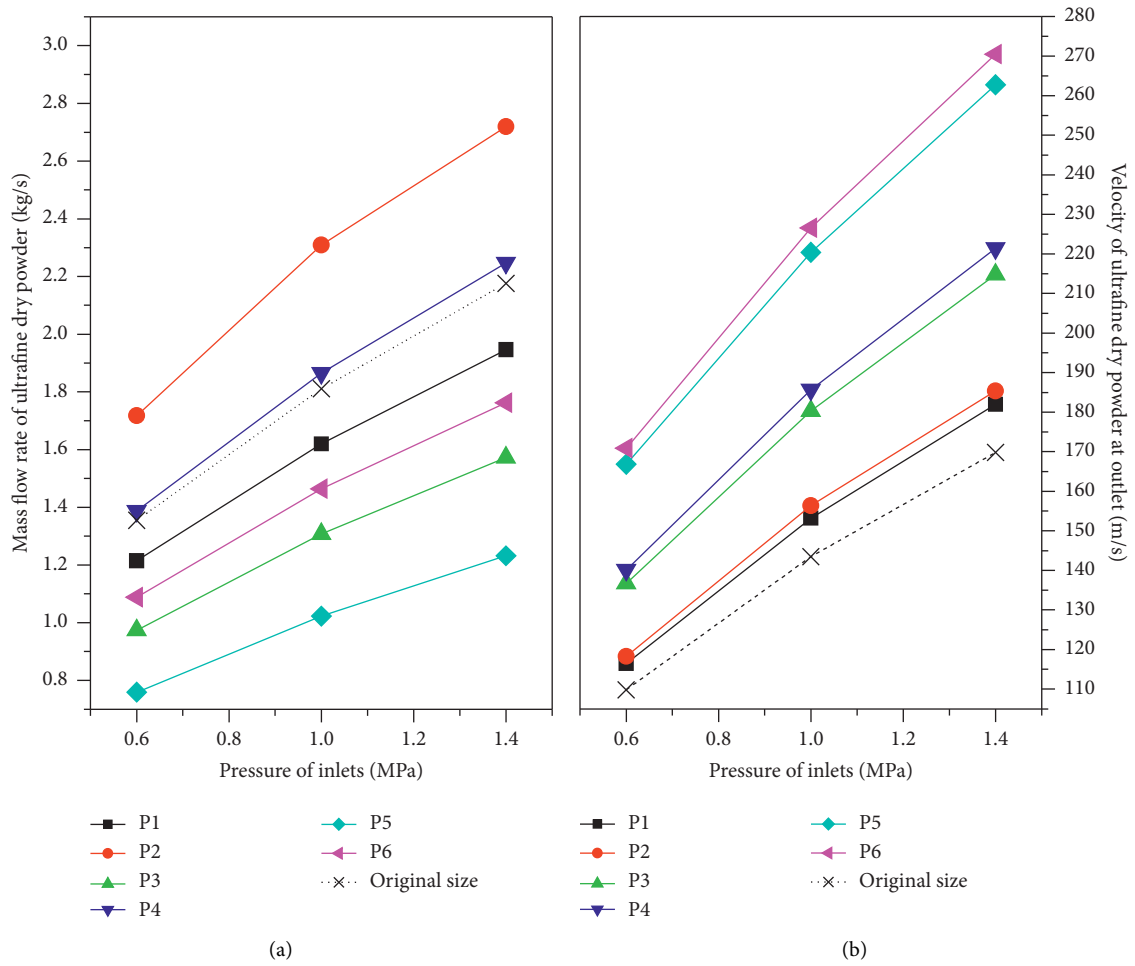 3.0
2.8
2.6
2.4
2.2
2.0
1.8
1.6
1.4
1.2
1.0
0.8
Mass flow rate of ultrafine dry powder (kg/s)
0.6
0.8
1.0
1.2
1.4
Pressure of inlets (MPa)
P1
P2
P3
P4
P5
P6
Original size
(a)
280
270
260
250
240
230
220
210
200
190
180
170
160
150
140
130
120
110
Velocity of ultrafine dry powder at outlet (m/s)
0.6
0.8
1.0
1.2
1.4
Pressure of inlets (MPa)
P1
P2
P3
P4
P5
P6
Original size
(b)